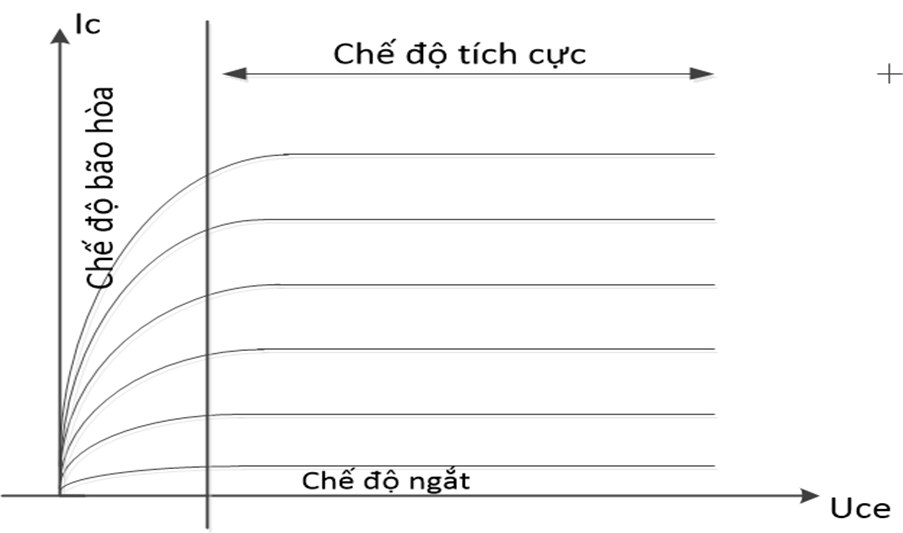 Ic
Chế độ tích cực
Chế độ bão hòa
Chế độ ngắt
Uce